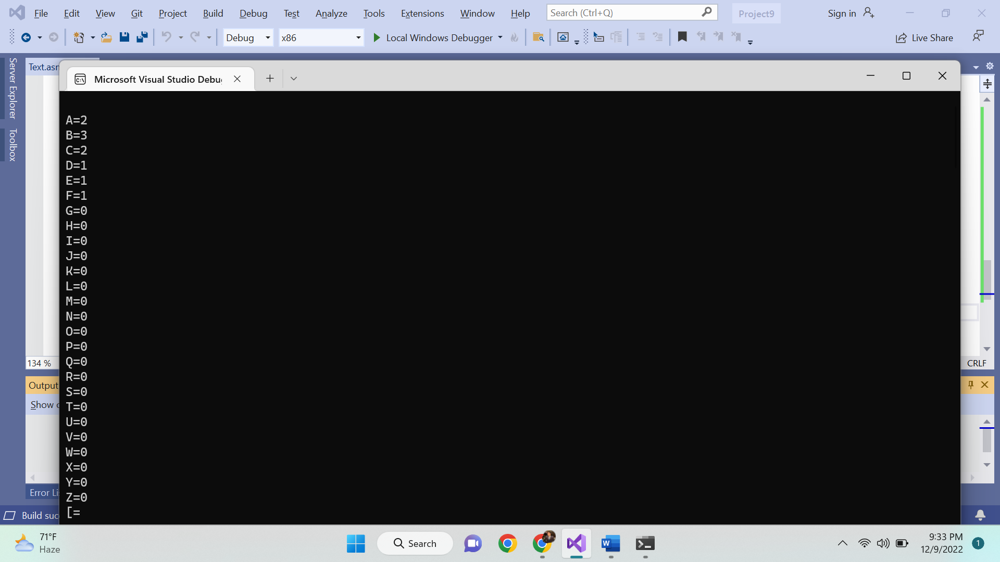 File Edit View Git Project Build Debug Test Analyze Tools Extensions Window Help Search (Ctrl+Q) Project9 Sign in
Debug x86 Local Windows Debugger Live Share
Server Explorer
Toolbox
Text.asm
Microsoft Visual Studio Debu
A=2
B=3
C=2
D=1
E=1
F=1
G=0
H=0
I=0
J=0
K=0
L=0
M=0
N=0
O=0
P=0
Q=0
R=0
S=0
T=0
U=0
V=0
W=0
X=0
Y=0
Z=0
[=
134 %
CRLF
Output
Show o
Error Lis
Build suc
71°F
Haze
Search
9:33 PM
12/9/2022
1